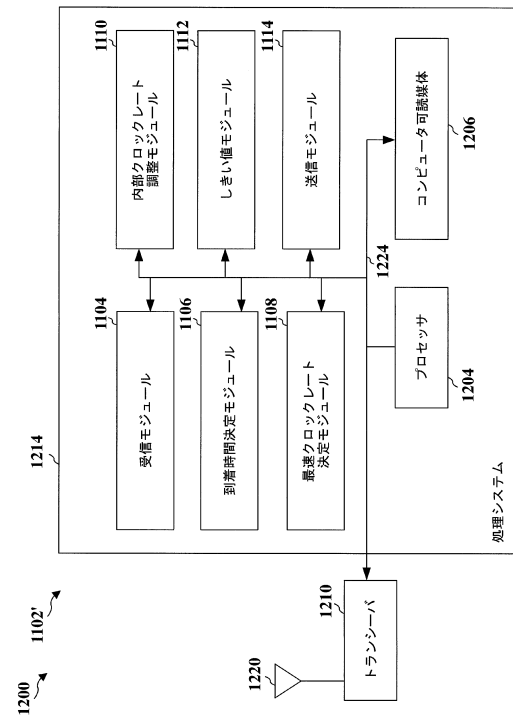 1200
1102'
1214
1104
受信モジュール
1106
到着時間決定モジュール
1108
最速クロックレート
決定モジュール
1110
内部クロックレート
調整モジュール
1112
しきい値モジュール
1114
送信モジュール
1224
プロセッサ
1204
コンピュータ可読媒体
1206
処理システム
1220
1210
トランシーバ